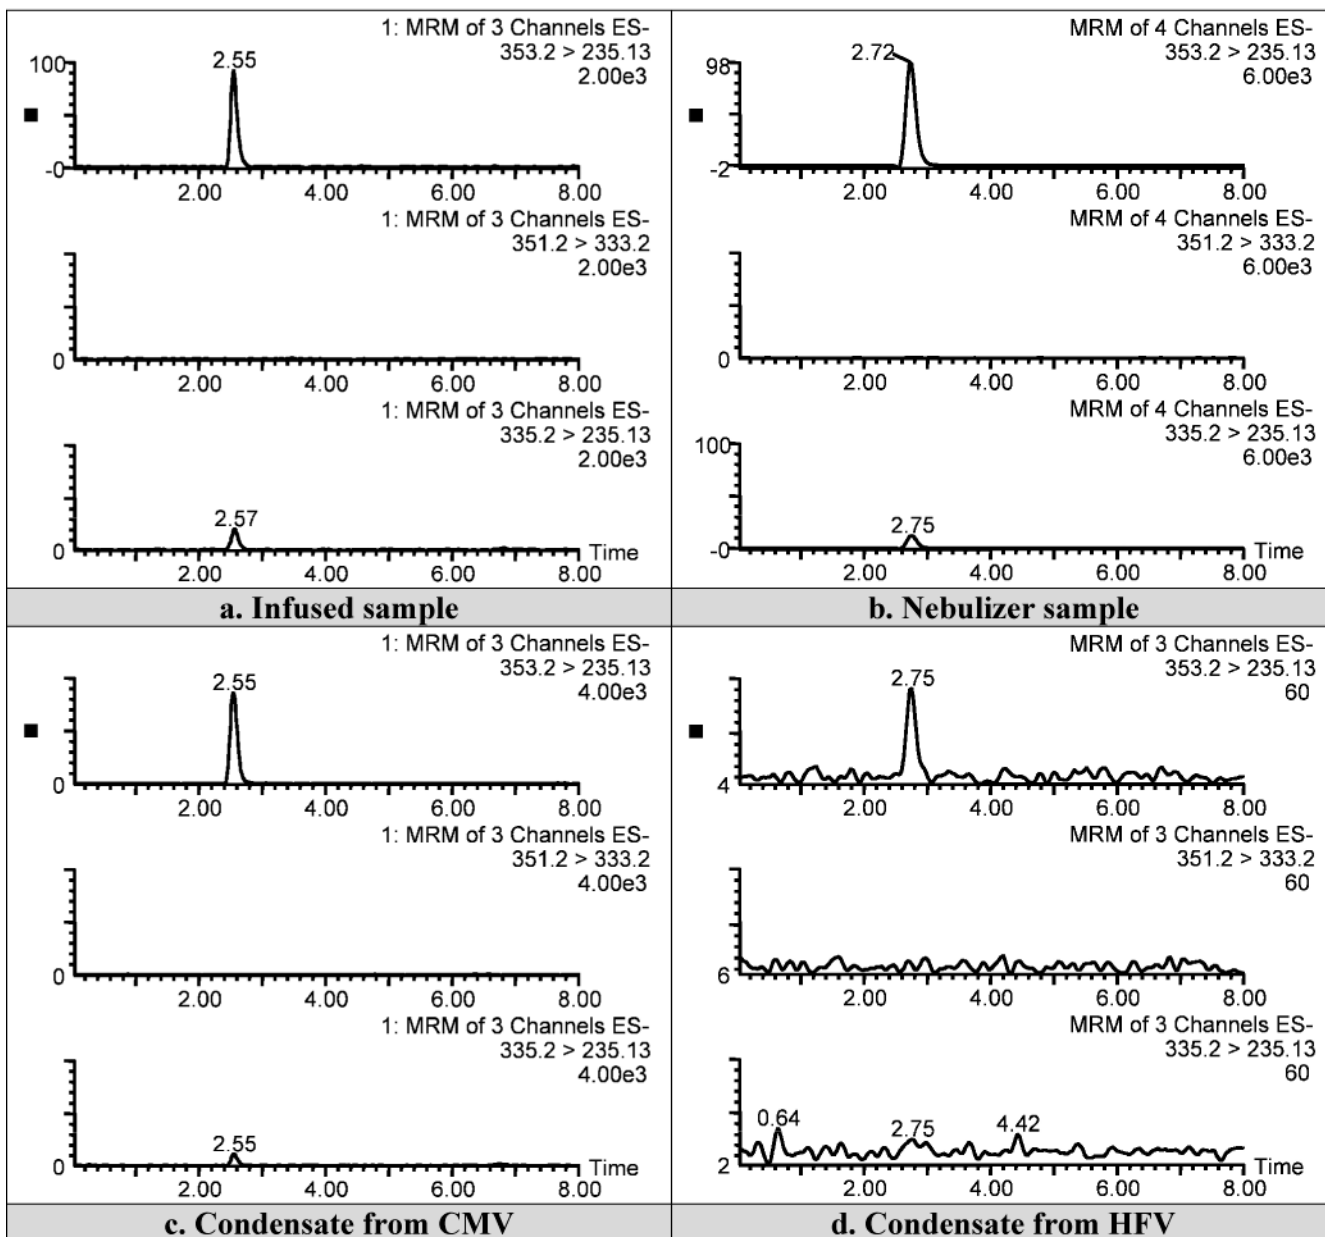 1: MRM of 3 Channels ES-
353.2 > 235.13
2.00e3
100
2.55
-0
2.00 4.00 6.00 8.00
1: MRM of 3 Channels ES-
351.2 > 333.2
2.00e3
0
2.00 4.00 6.00 8.00
1: MRM of 3 Channels ES-
335.2 > 235.13
2.00e3
2.57
0
Time
2.00 4.00 6.00 8.00
a. Infused sample
MRM of 4 Channels ES-
353.2 > 235.13
6.00e3
98
2.72
-2
2.00 4.00 6.00 8.00
MRM of 4 Channels ES-
351.2 > 333.2
6.00e3
0
2.00 4.00 6.00 8.00
MRM of 4 Channels ES-
335.2 > 235.13
6.00e3
100
2.75
-0
Time
2.00 4.00 6.00 8.00
b. Nebulizer sample
1: MRM of 3 Channels ES-
353.2 > 235.13
4.00e3
2.55
0
2.00 4.00 6.00 8.00
1: MRM of 3 Channels ES-
351.2 > 333.2
4.00e3
0
2.00 4.00 6.00 8.00
1: MRM of 3 Channels ES-
335.2 > 235.13
4.00e3
2.55
0
Time
2.00 4.00 6.00 8.00
c. Condensate from CMV
MRM of 3 Channels ES-
353.2 > 235.13
60
2.75
4
2.00 4.00 6.00 8.00
MRM of 3 Channels ES-
351.2 > 333.2
60
6
2.00 4.00 6.00 8.00
MRM of 3 Channels ES-
335.2 > 235.13
60
0.64 2.75 4.42
2
Time
2.00 4.00 6.00 8.00
d. Condensate from HFV